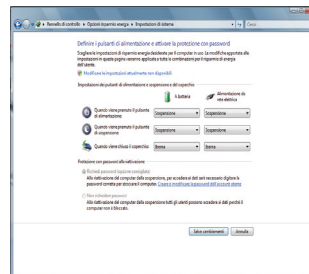 Pannello di controllo ▸ Opzioni risparmio energia ▸ Impostazioni di sistema
Cerca
Definire i pulsanti di alimentazione e attivare la protezione con password
Scegliere le impostazioni di risparmio energia desiderate per il computer in uso. Le modifiche apportate alle
impostazioni in questa pagina verranno applicate a tutte le combinazioni per il risparmio di energia
dell'utente.
Modificare le impostazioni attualmente non disponibili
Impostazioni dei pulsanti di alimentazione e sospensione e del coperchio
A batteria
Alimentazione da rete elettrica
Quando viene premuto il pulsante di alimentazione: Sospensione Sospensione
Quando viene premuto il pulsante di sospensione: Sospensione Sospensione
Quando viene chiuso il coperchio:
Protezione con password alla riattivazione
Richiedi password (opzione consigliata)
Alla riattivazione del computer dalla sospensione, per accedere ai dati sarà necessario digitare la
password corretta per sbloccare il computer. Creare o modificare la password dell'account utente
Non richiedere password
Alla riattivazione del computer dalla sospensione tutti gli utenti possono accedere ai dati perché il
computer non è bloccato.
Salva cambiamenti Annulla